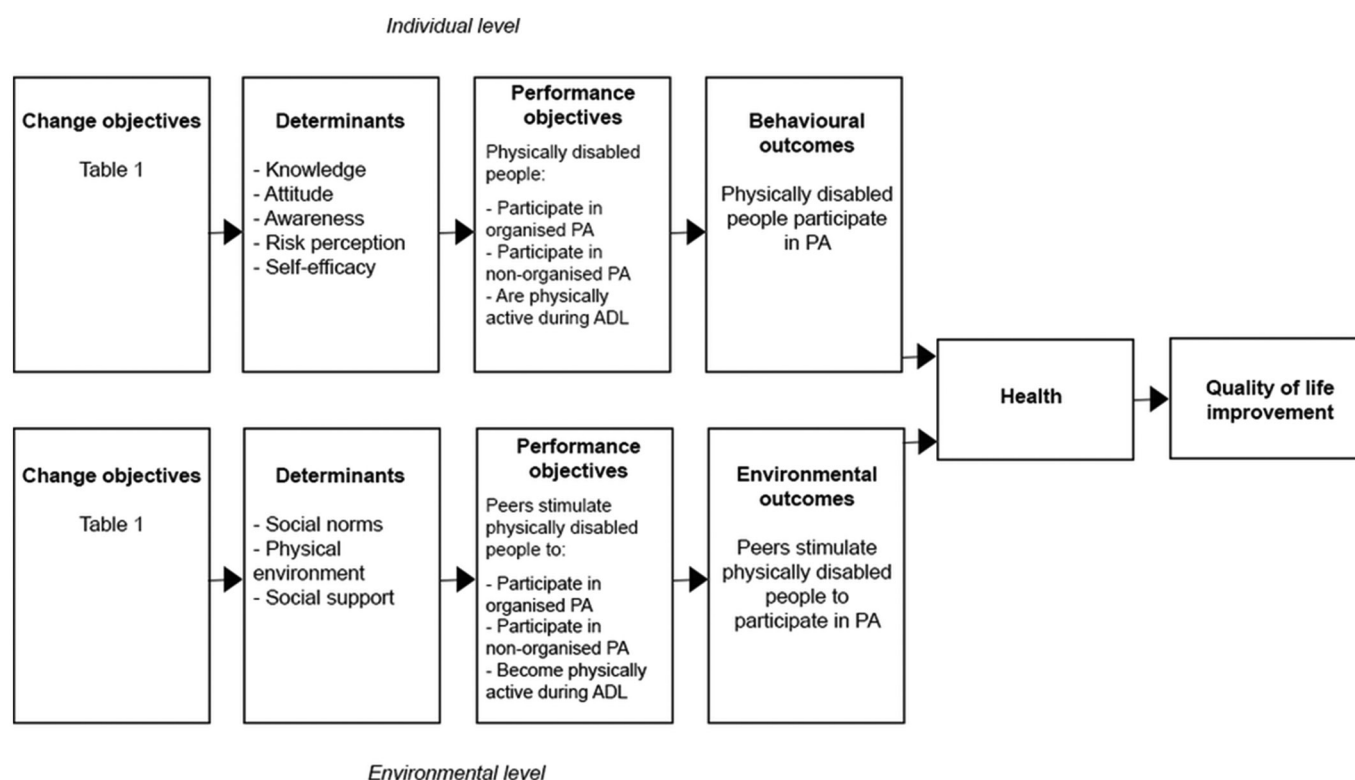 Individual level
Change objectives
Table 1
Determinants
- Knowledge
- Attitude
- Awareness
- Risk perception
- Self-efficacy
Performance
objectives
Physically disabled
people:
- Participate in
organised PA
- Participate in
non-organised PA
- Are physically
active during ADL
Behavioural
outcomes
Physically disabled
people participate
in PA
Health
Quality of life
improvement
Change objectives
Table 1
Determinants
- Social norms
- Physical
environment
- Social support
Performance
objectives
Peers stimulate
physically disabled
people to:
- Participate in
organised PA
- Participate in
non-organised PA
- Become physically
active during ADL
Environmental
outcomes
Peers stimulate
physically disabled
people to
participate in PA
Environmental level